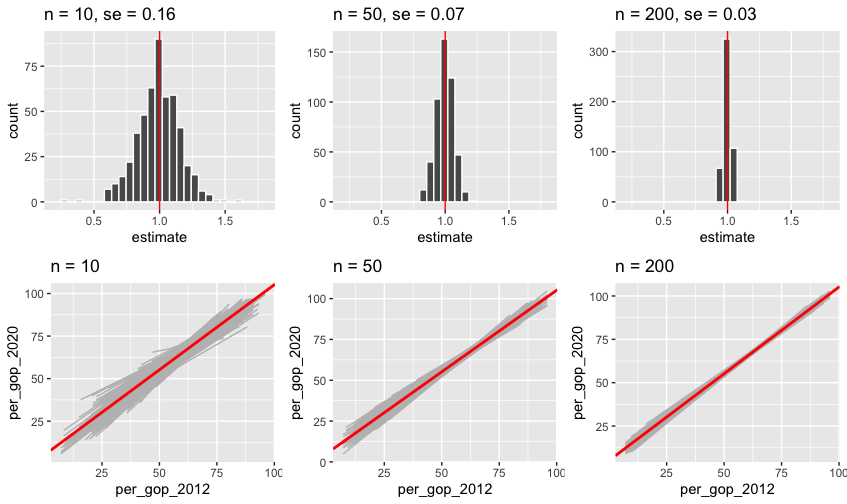 n = 10, se = 0.16
n = 50, se = 0.07
n = 200, se = 0.03
count
75
50
25
0
0.5
1.0
1.5
estimate
count
150
100
50
0
0.5
1.0
1.5
estimate
count
300
200
100
0
0.5
1.0
1.5
estimate
n = 10
n = 50
n = 200
per_gop_2020
100
75
50
25
25
50
75
100
per_gop_2012
per_gop_2020
100
75
50
25
0
25
50
75
100
per_gop_2012
per_gop_2020
100
75
50
25
25
50
75
100
per_gop_2012